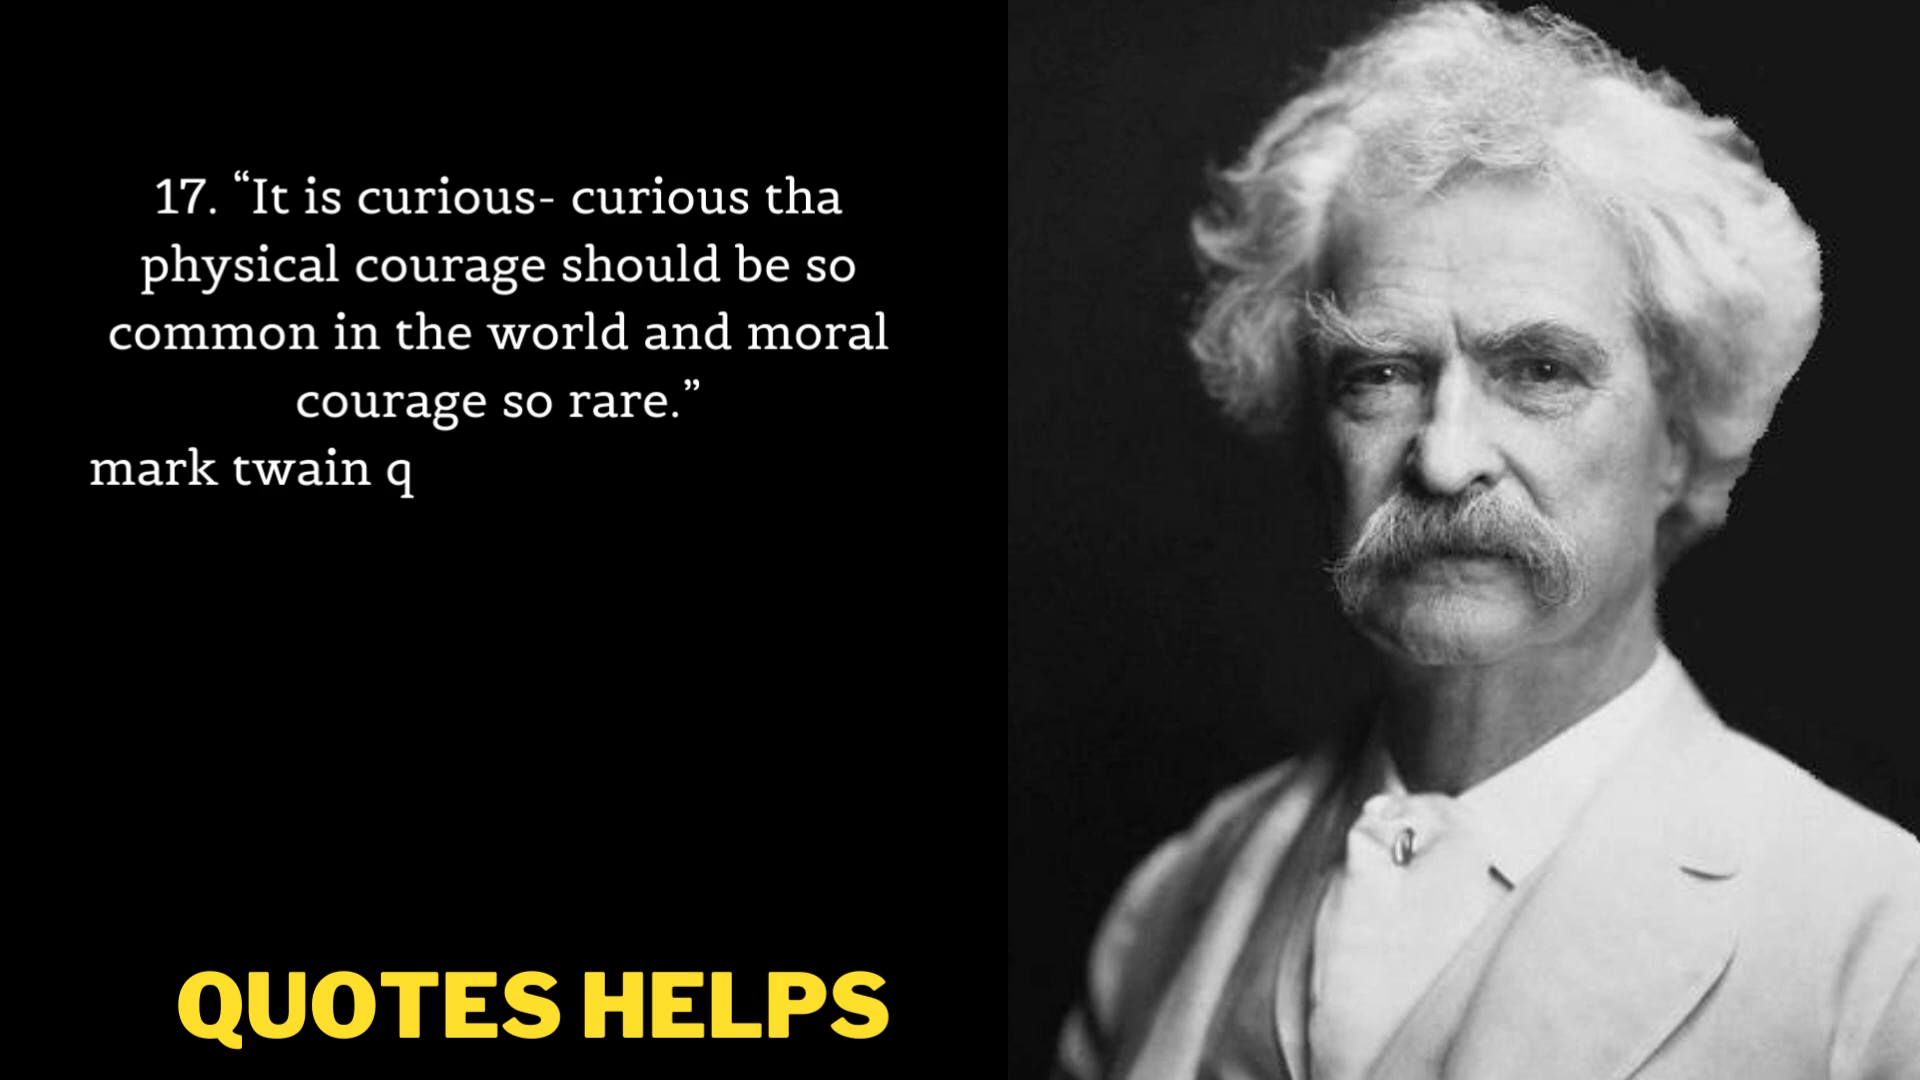 17. “It is curious- curious tha
physical courage should be so
common in the world and moral
courage so rare.”
mark twain q
QUOTES HELPS